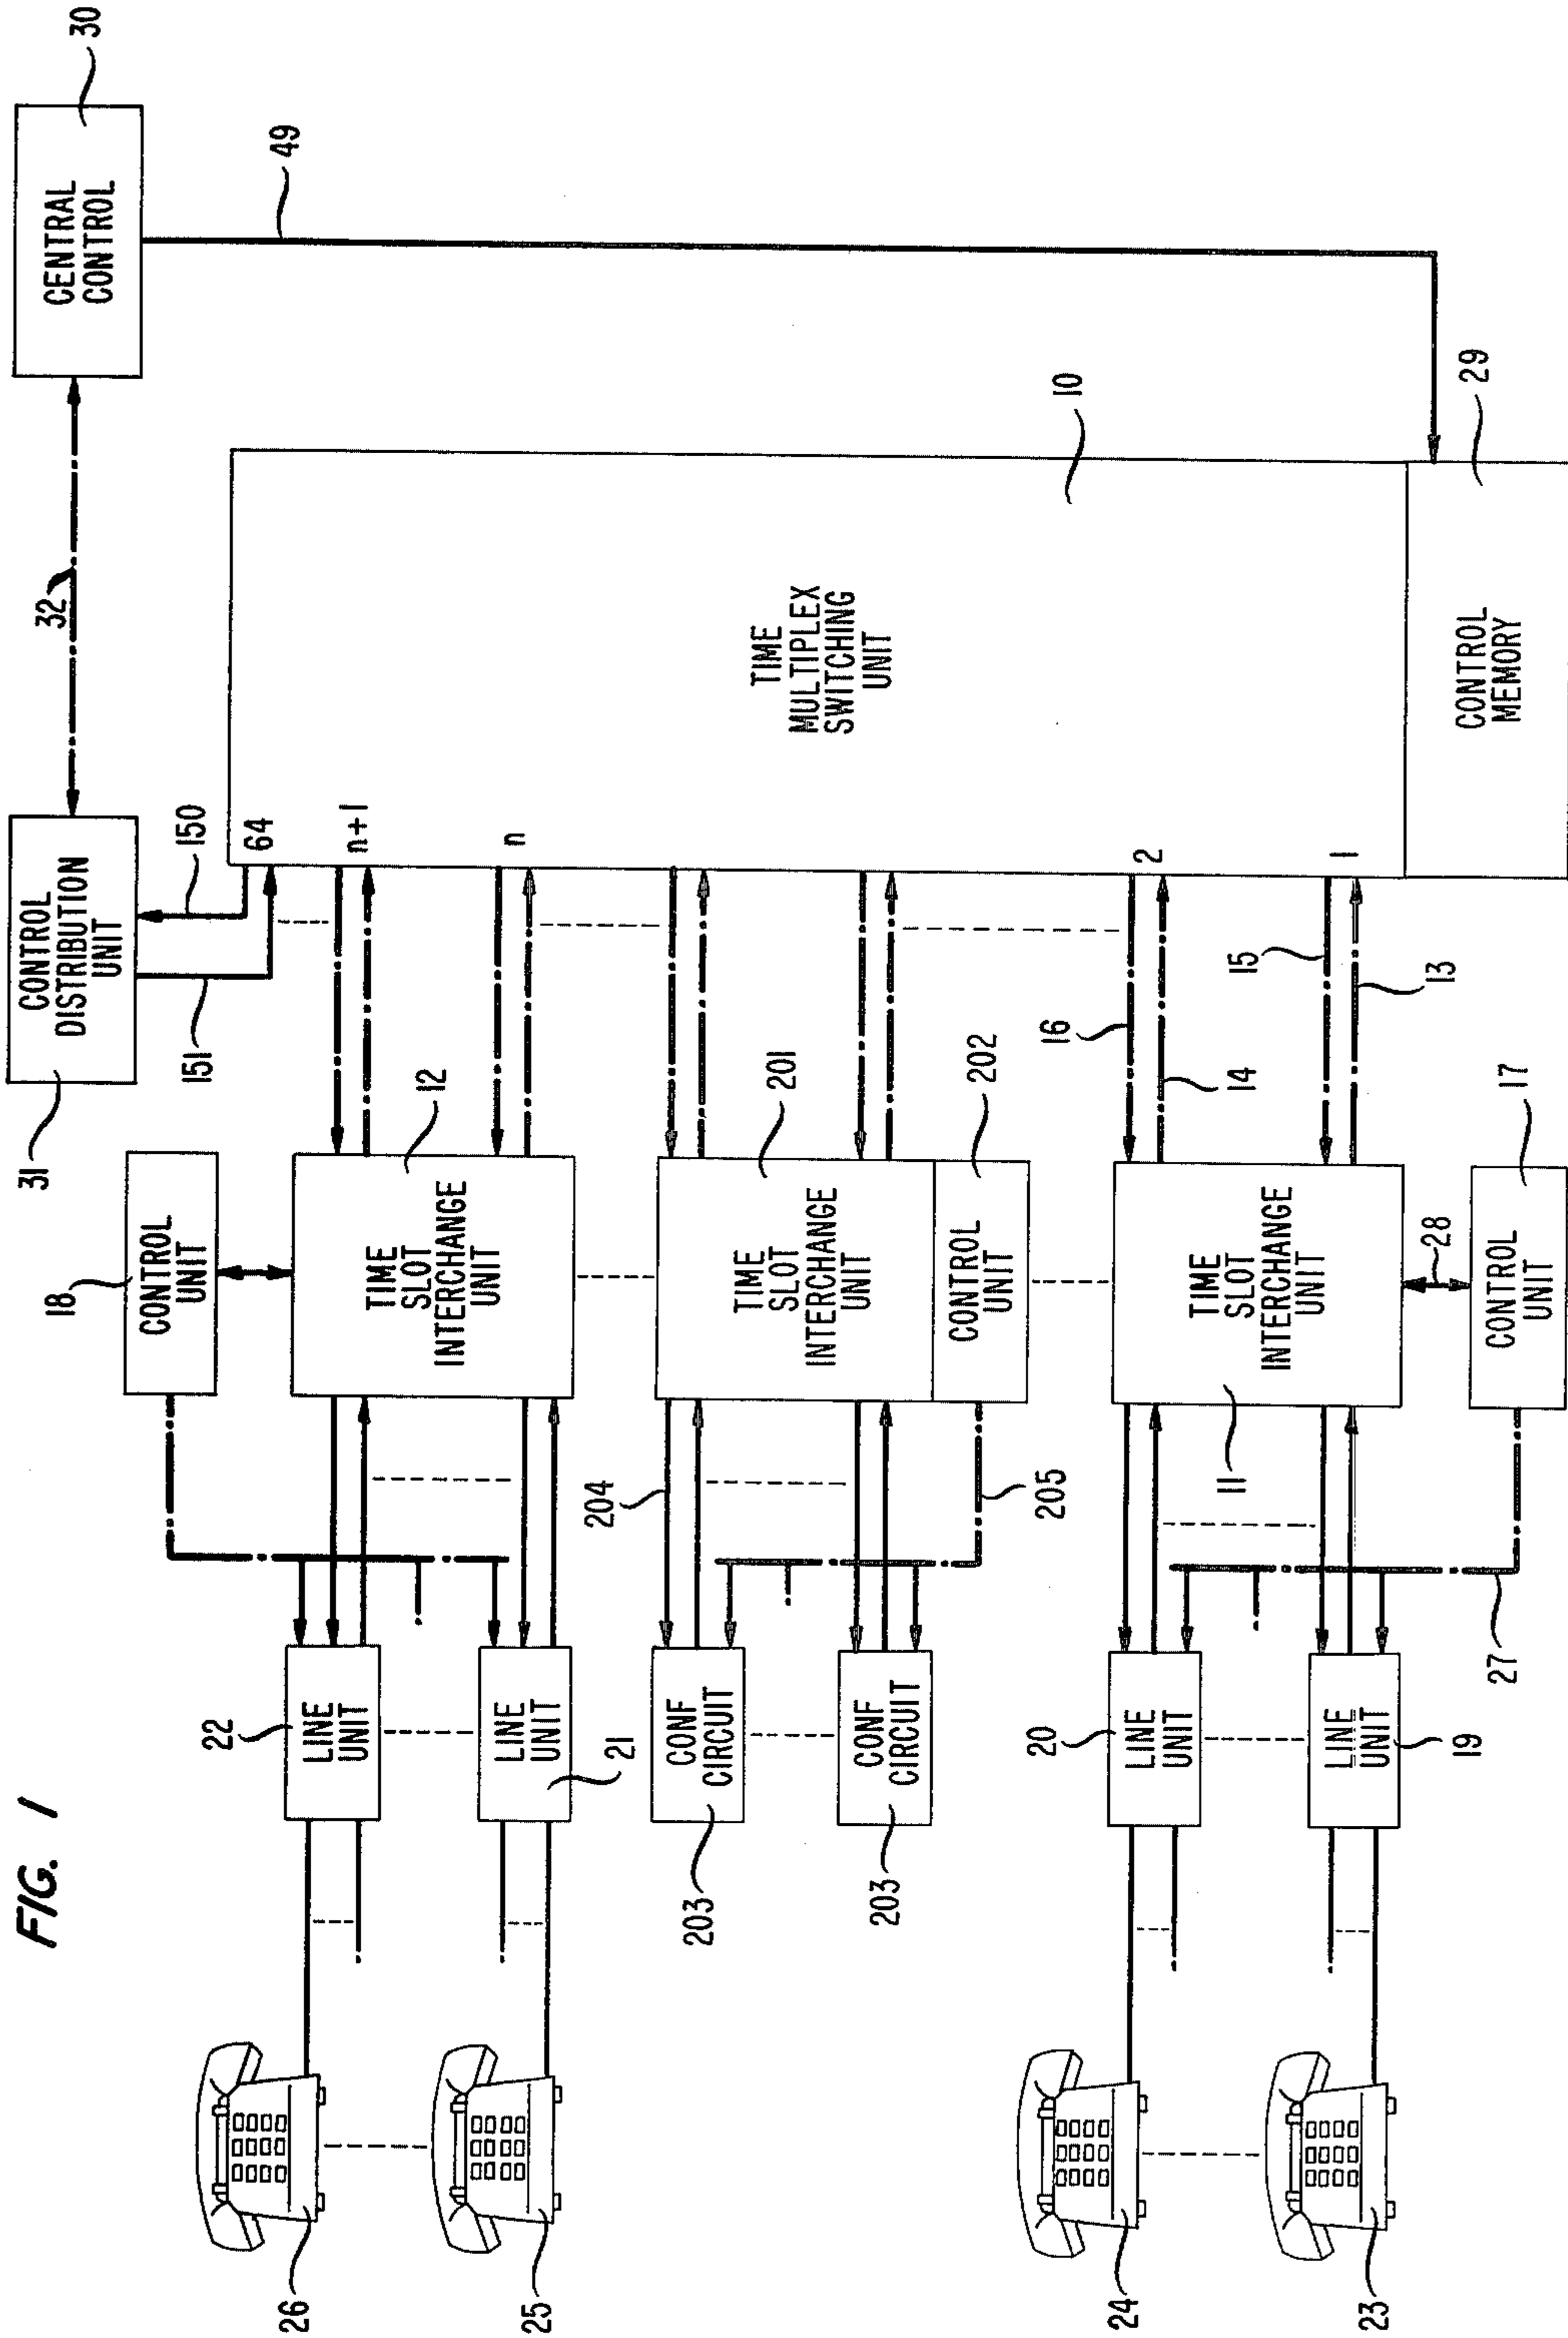 FIG. 1
30
CENTRAL
CONTROL
49
32
CONTROL
DISTRIBUTION
UNIT
31
150
151
64
n+1
n
2
1
TIME
MULTIPLEX
SWITCHING
UNIT
10
CONTROL
MEMORY
29
18
CONTROL
UNIT
12
TIME
SLOT
INTERCHANGE
UNIT
22
LINE
UNIT
LINE
UNIT
21
26
25
201
TIME
SLOT
INTERCHANGE
UNIT
202
CONTROL
UNIT
204
205
CONF
CIRCUIT
203
CONF
CIRCUIT
203
16
14
15
13
TIME
SLOT
INTERCHANGE
UNIT
11
28
17
CONTROL
UNIT
27
20
LINE
UNIT
LINE
UNIT
19
24
23